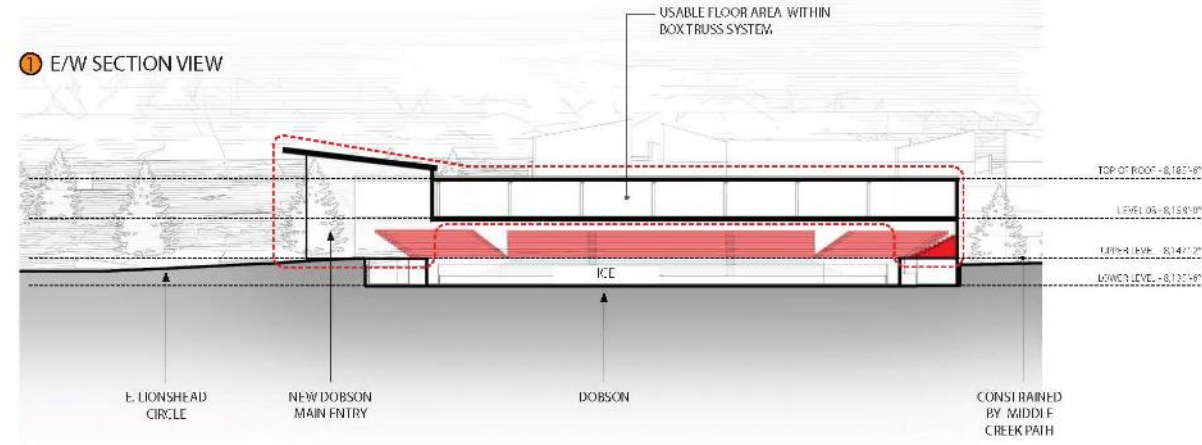 USABLE FLOOR AREA WITHIN
BOX TRUSS SYSTEM
1 E/W SECTION VIEW
TOP OF ROOF -
LEVEL 03 -
UPPER LEVEL -
ICE
LOWER LEVEL -
E. LIONSHEAD
CIRCLE
NEW DOBSON
MAIN ENTRY
DOBSON
CONSTRAINED
BY MIDDLE
CREEK PATH